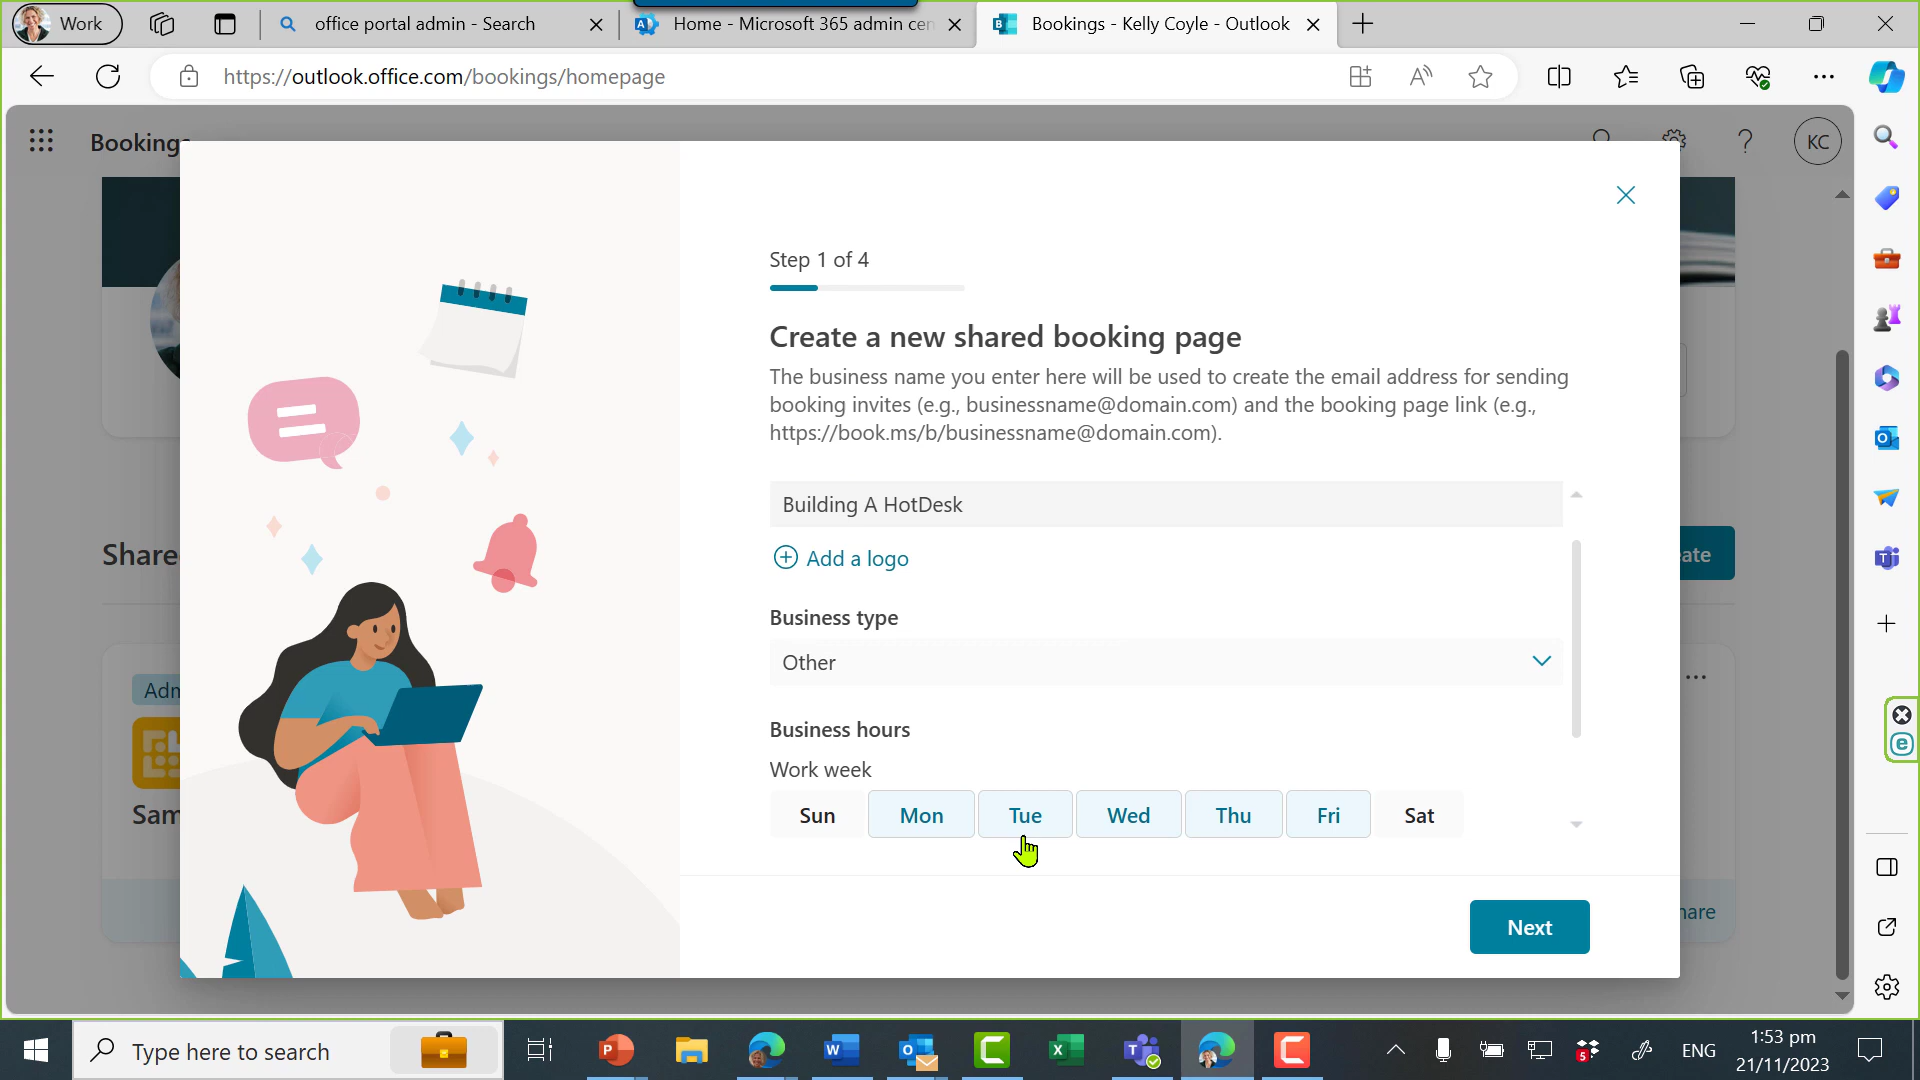 Work
office portal admin - Search
Home - Microsoft 365 admin cen
Bookings - Kelly Coyle - Outlook
https://outlook.office.com/bookings/homepage
Bookings
KC
Step 1 of 4
Create a new shared booking page
The business name you enter here will be used to create the email address for sending
booking invites (e.g., businessname@domain.com) and the booking page link (e.g.,
https://book.ms/b/businessname@domain.com).
Building A HotDesk
Add a logo
Share
ate
Business type
Other
Adm
Business hours
Work week
Sam
Sun Mon Tue Wed Thu Fri Sat
hare
Next
Type here to search
ENG
1:53 pm
21/11/2023